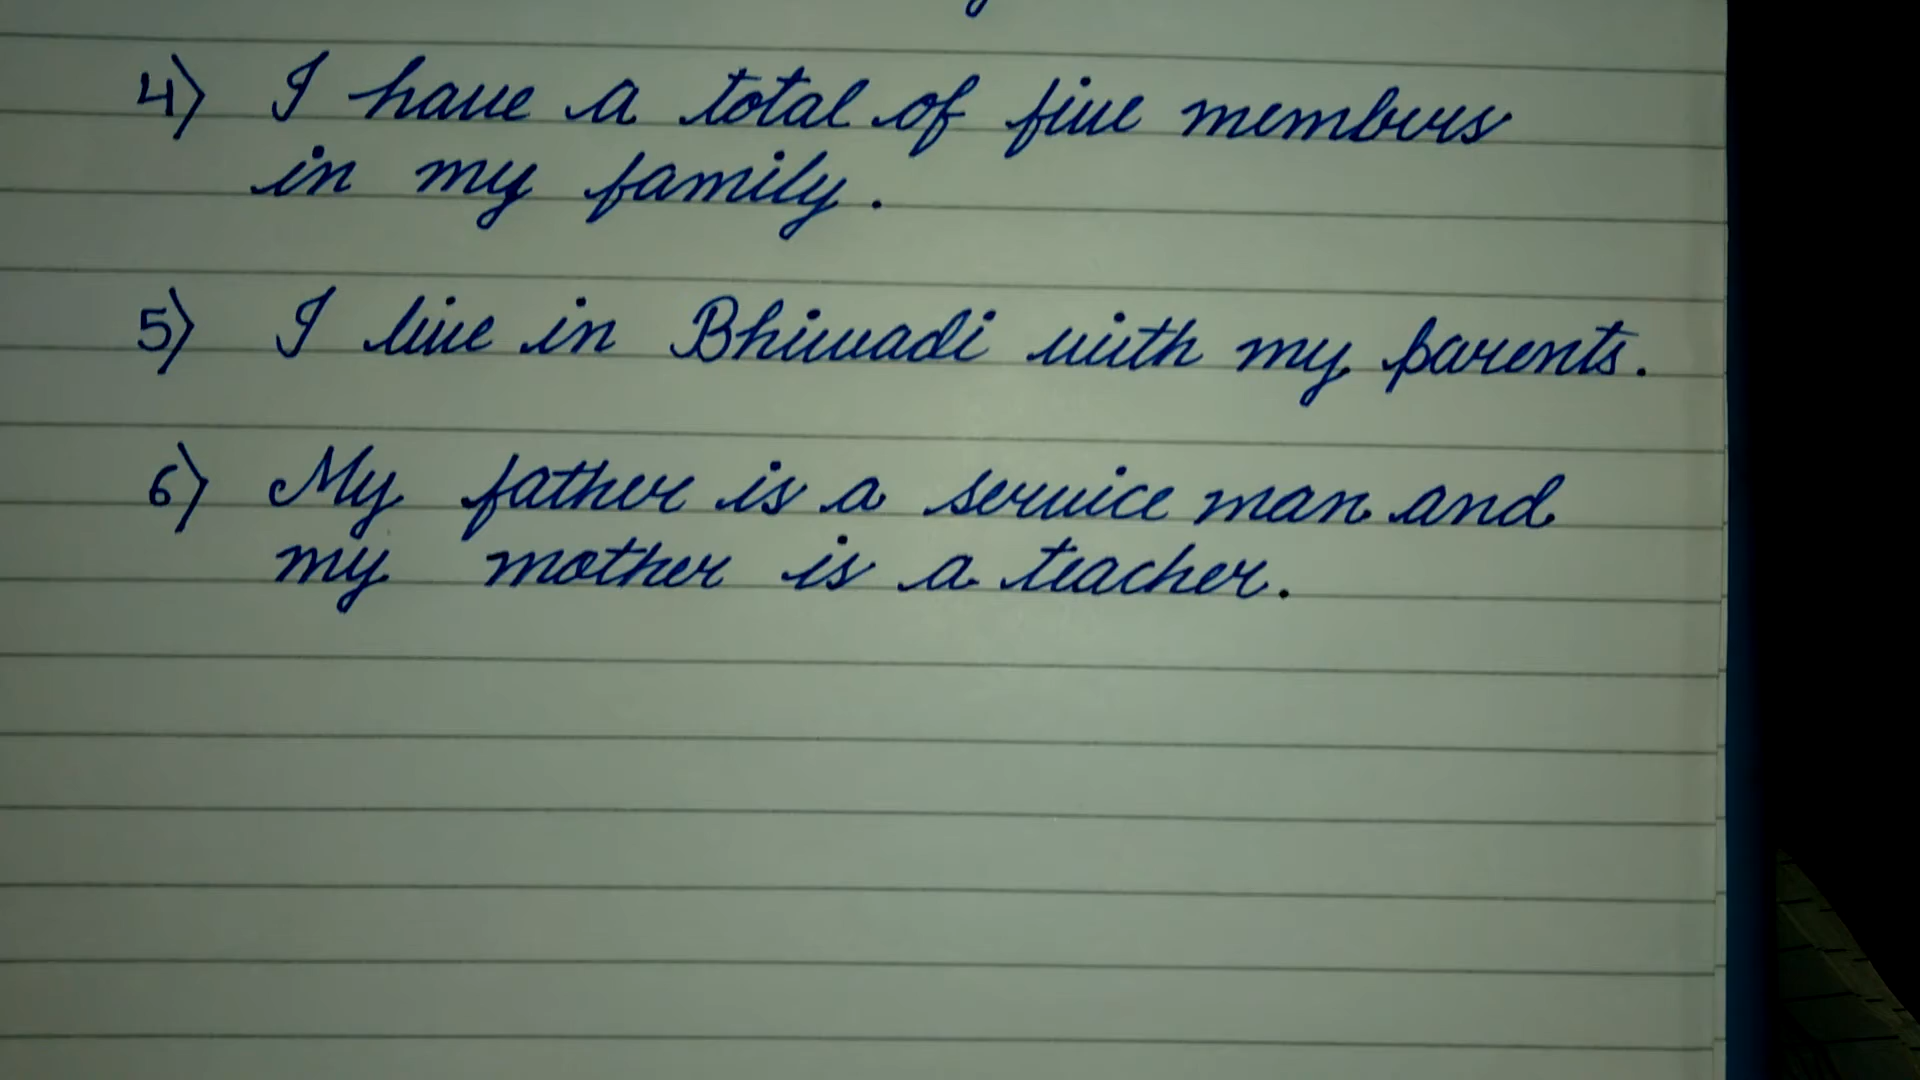 4) I have a total of five members
in my family.
5) I live in Bhiwadi with my parents.
6) My father is a service man and
my mother is a teacher.